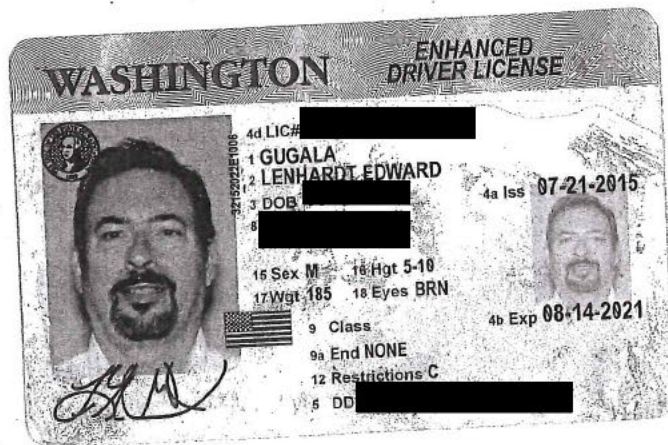 WASHINGTON
ENHANCED
DRIVER LICENSE
4d LIC#
1 GUGALA
2 LENHARDT EDWARD
3 DOB
8
4a Iss 07-21-2015
15 Sex M 16 Hgt 5-10
17 Wgt 185 18 Eyes BRN
9 Class
4b Exp 08-14-2021
9a End NONE
12 Restrictions C
5 DD
32152022E1006